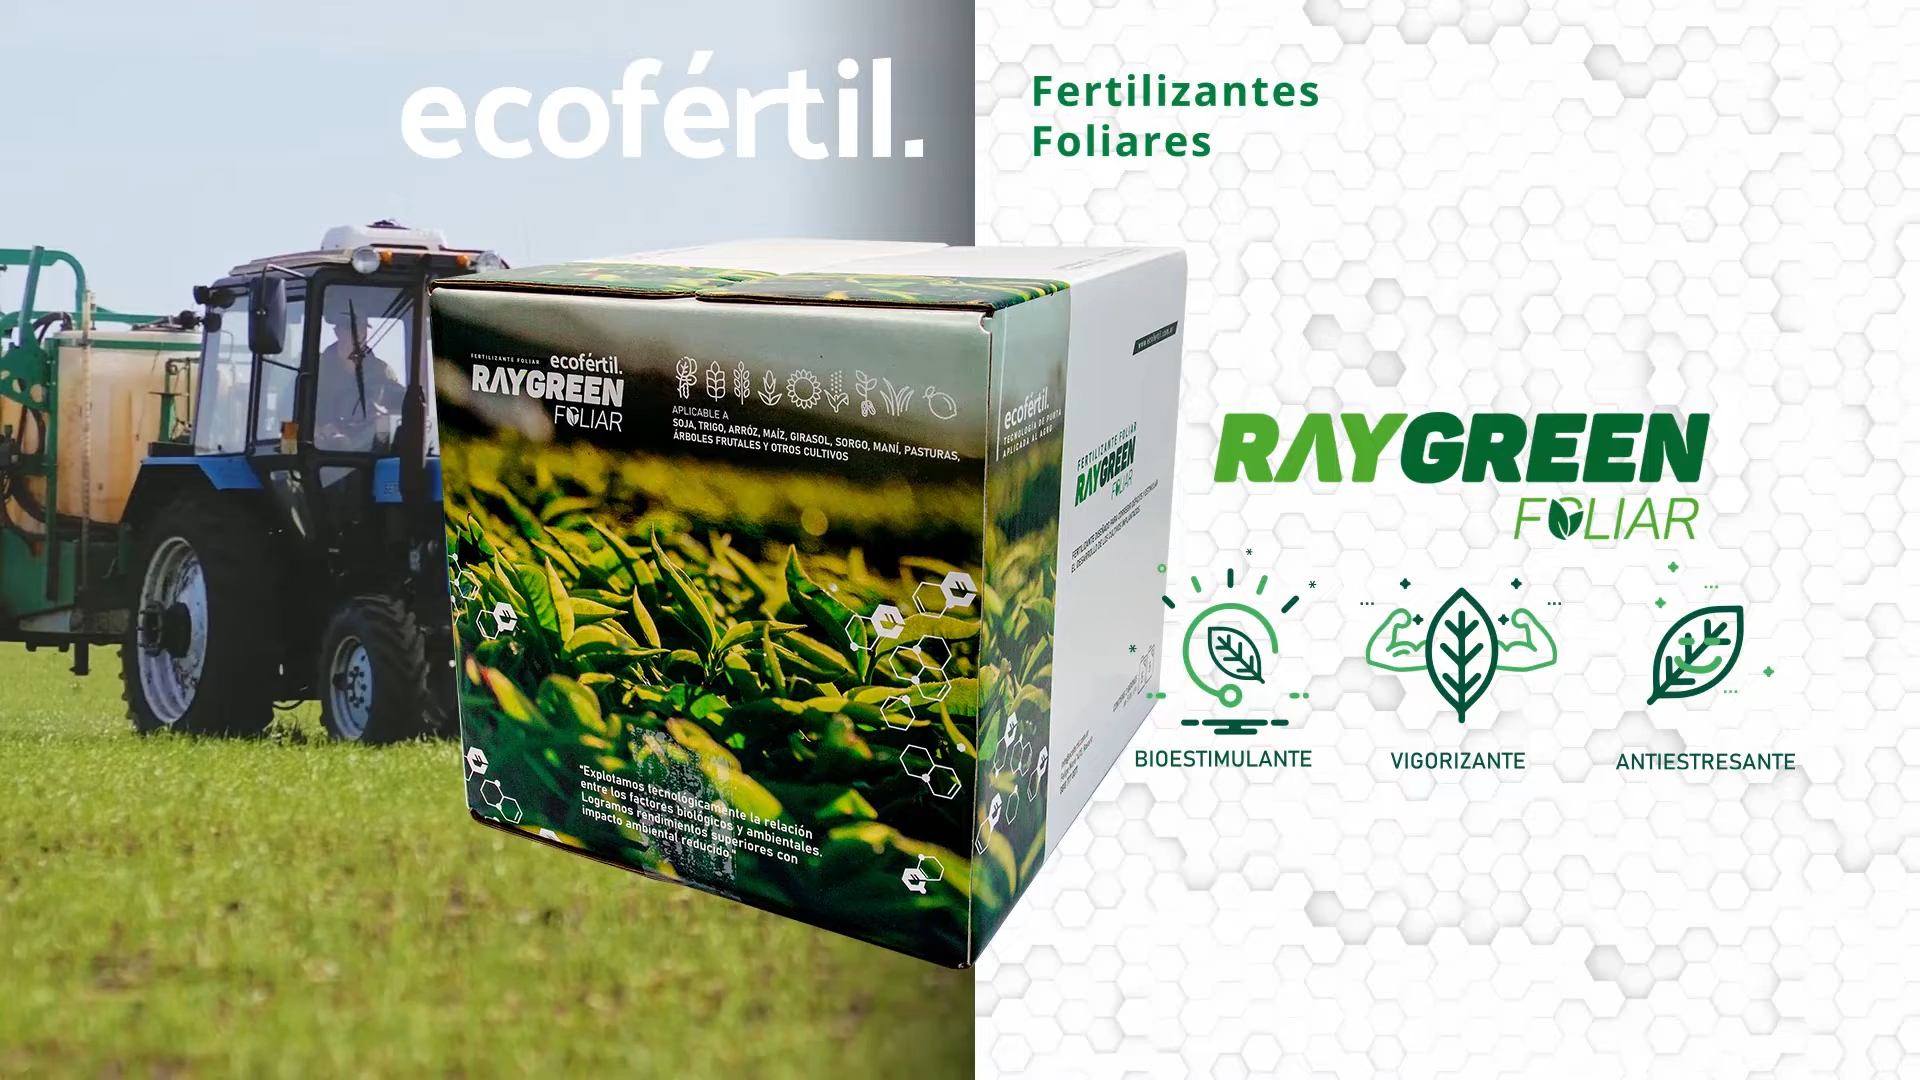 ecofértil.
Fertilizantes
Foliares
FERTILIZANTE FOLIAR
ecofértil.
RAYGREEN
FOLIAR
APLICABLE A
SOJA, TRIGO, ARRÓZ, MAÍZ, GIRASOL, SORGO, MANÍ, PASTURAS,
ÁRBOLES FRUTALES Y OTROS CULTIVOS
"Explotamos tecnológicamente la relación
entre los factores biológicos y ambientales.
Logramos rendimientos superiores con
impacto ambiental reducido."
ecofértil.
TECNOLOGÍA DE PUNTA
APLICADA AL AGRO
FERTILIZANTE FOLIAR
RAYGREEN
FOLIAR
RAYGREEN
FOLIAR
BIOESTIMULANTE
VIGORIZANTE
ANTIESTRESANTE